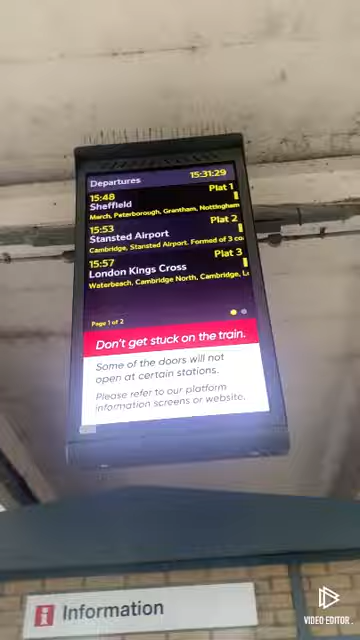 Departures 15:31:29
15:48 Plat 1
Sheffield
March, Peterborough, Grantham, Nottingham
15:53 Plat 2
Stansted Airport
Cambridge, Stansted Airport. Formed of 3 co
15:57 Plat 3
London Kings Cross
Waterbeach, Cambridge North, Cambridge, L
Page 1 of 2
Don't get stuck on the train.
Some of the doors will not
open at certain stations.
Please refer to our platform
information screens or website.
i Information
VIDEO EDITOR.